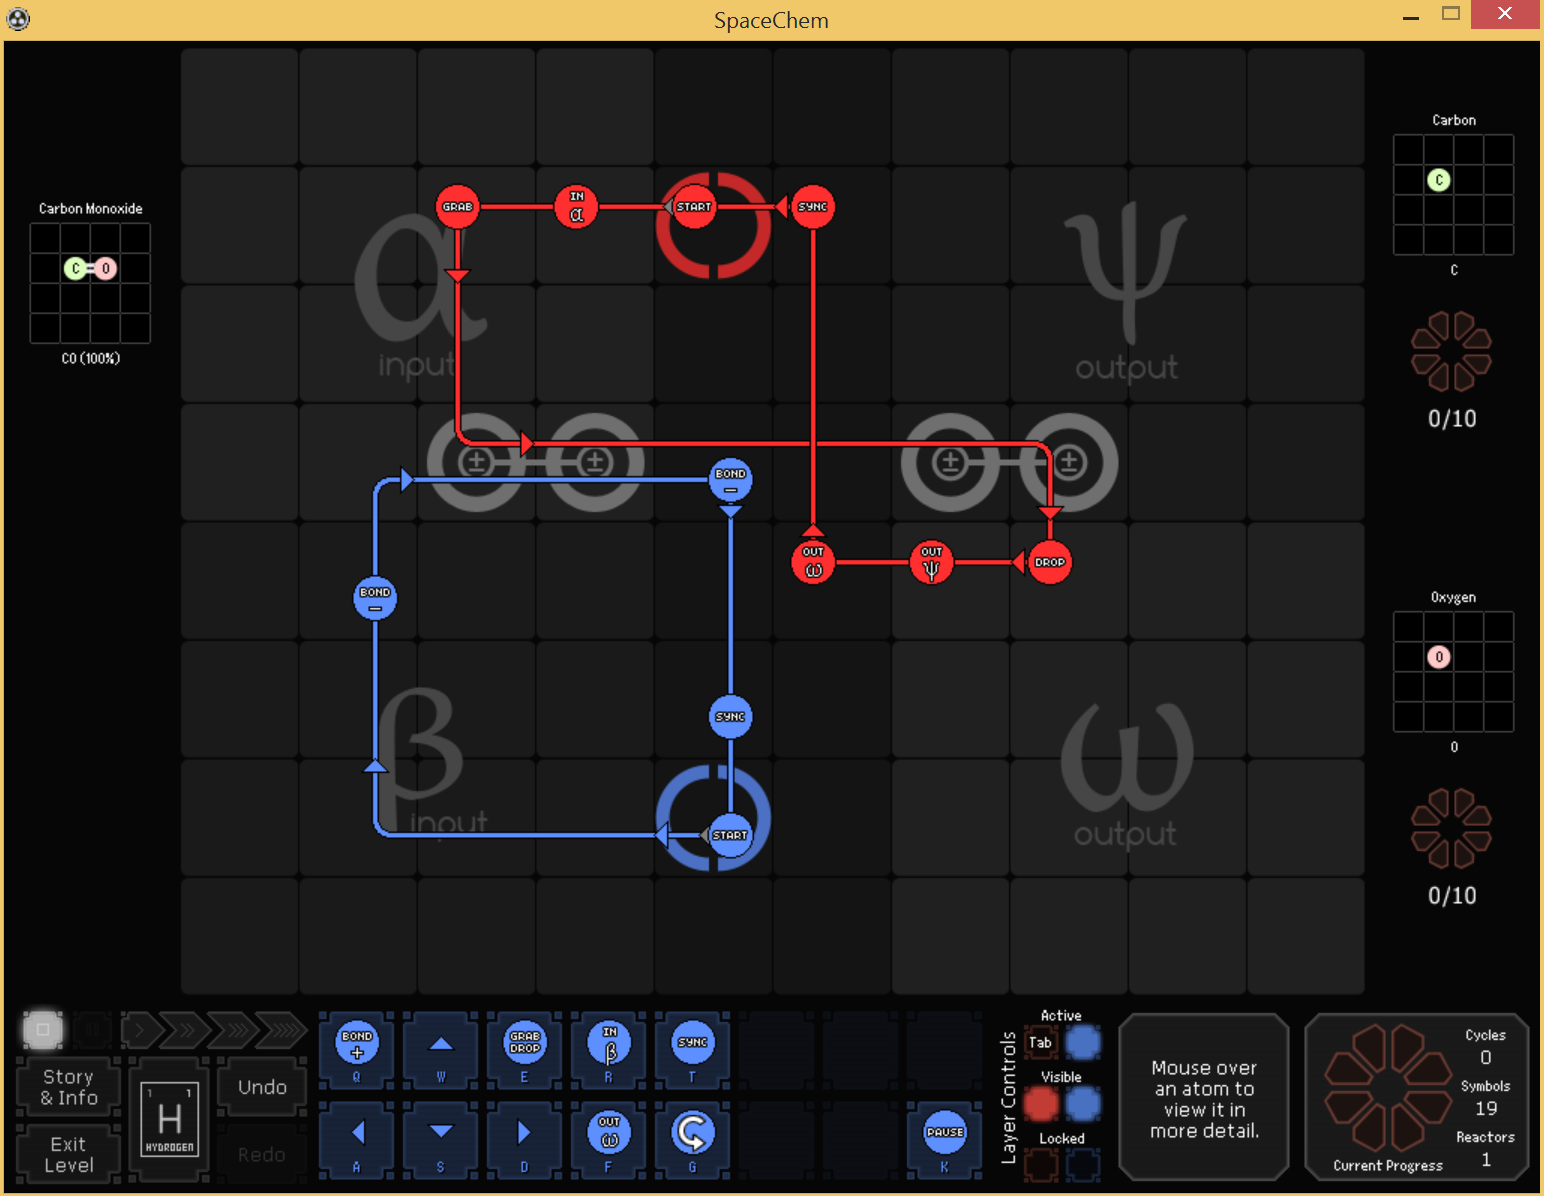 SpaceChem
Carbon Monoxide
C O
CO (100%)
GRAB
IN
α
START
SYNC
α
input
ψ
output
BOND
−
BOND
−
OUT
ω
OUT
ψ
DROP
SYNC
START
β
input
ω
output
Carbon
C
C
0/10
Oxygen
O
O
0/10
Story
& Info
Exit
Level
1 1
H
HYDROGEN
Undo
Redo
BOND
+
Q
W
GRAB
DROP
E
IN
β
R
SYNC
T
A
S
D
OUT
ω
F
G
PAUSE
K
Layer Controls
Active
Tab
Visible
Locked
Mouse over
an atom to
view it in
more detail.
Cycles
0
Symbols
19
Reactors
1
Current Progress